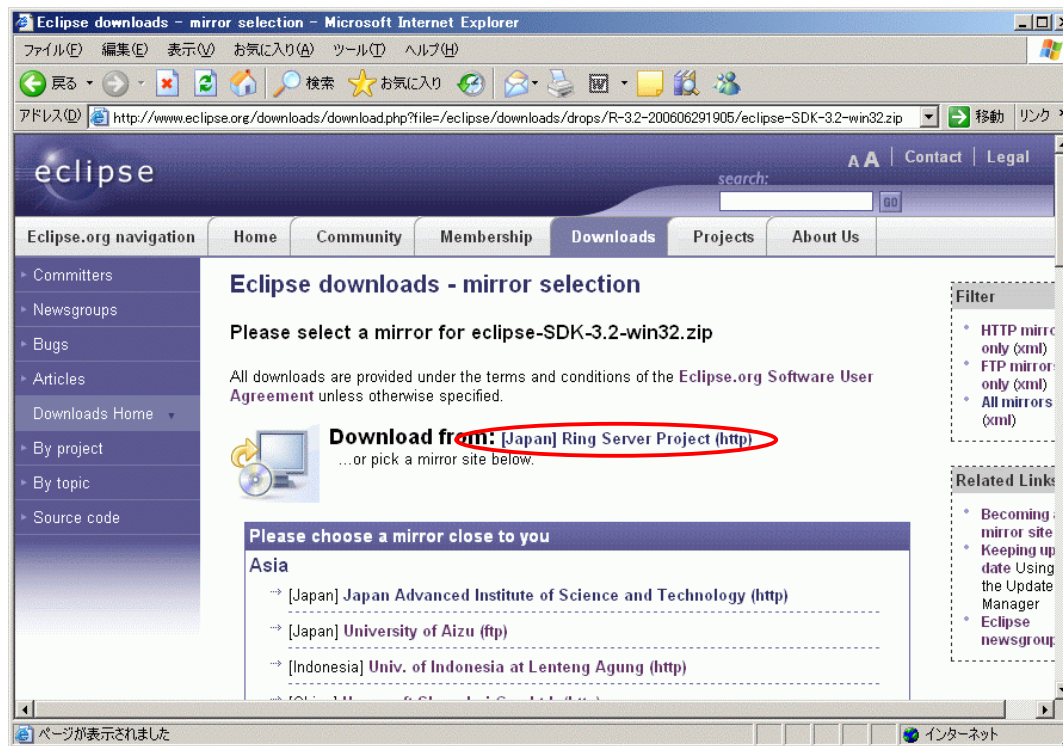 Eclipse downloads - mirror selection - Microsoft Internet Explorer
ファイル(F) 編集(E) 表示(V) お気に入り(A) ツール(T) ヘルプ(H)
戻る 検索 お気に入り
アドレス(D) http://www.eclipse.org/downloads/download.php?file=/eclipse/downloads/drops/R-3.2-200606291905/eclipse-SDK-3.2-win32.zip 移動 リンク
eclipse
A A Contact Legal
search:
GO
Eclipse.org navigation Home Community Membership Downloads Projects About Us
Committers
Newsgroups
Bugs
Articles
Downloads Home
By project
By topic
Source code
Eclipse downloads - mirror selection
Please select a mirror for eclipse-SDK-3.2-win32.zip
All downloads are provided under the terms and conditions of the Eclipse.org Software User
Agreement unless otherwise specified.
Download from: [Japan] Ring Server Project (http)
...or pick a mirror site below.
Please choose a mirror close to you
Asia
[Japan] Japan Advanced Institute of Science and Technology (http)
[Japan] University of Aizu (ftp)
[Indonesia] Univ. of Indonesia at Lenteng Agung (http)
Filter
HTTP
only (xml)
FTP
only (xml)
All mirrors
(xml)
Related Links
Becoming
mirror site
Keeping up
date Using
the Update
Manager
Eclipse
ページが表示されました インターネット